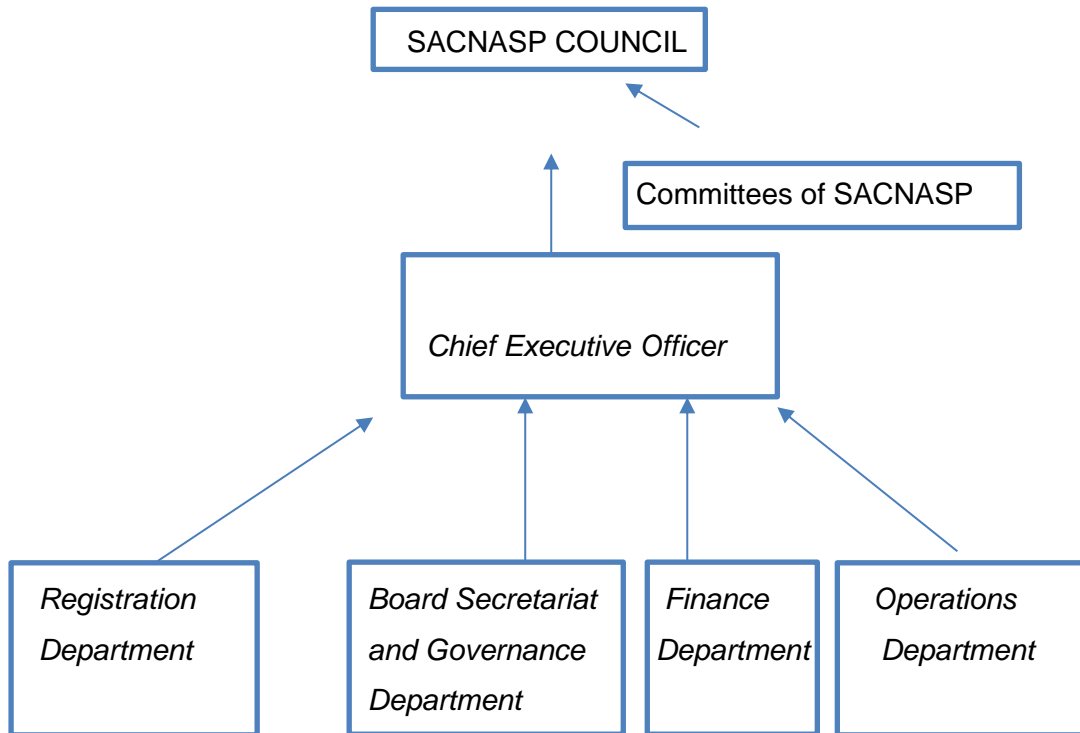 SACNASP COUNCIL
Committees of SACNASP
Chief Executive Officer
Registration
Department
Board Secretariat
and Governance
Department
Finance
Department
Operations
Department